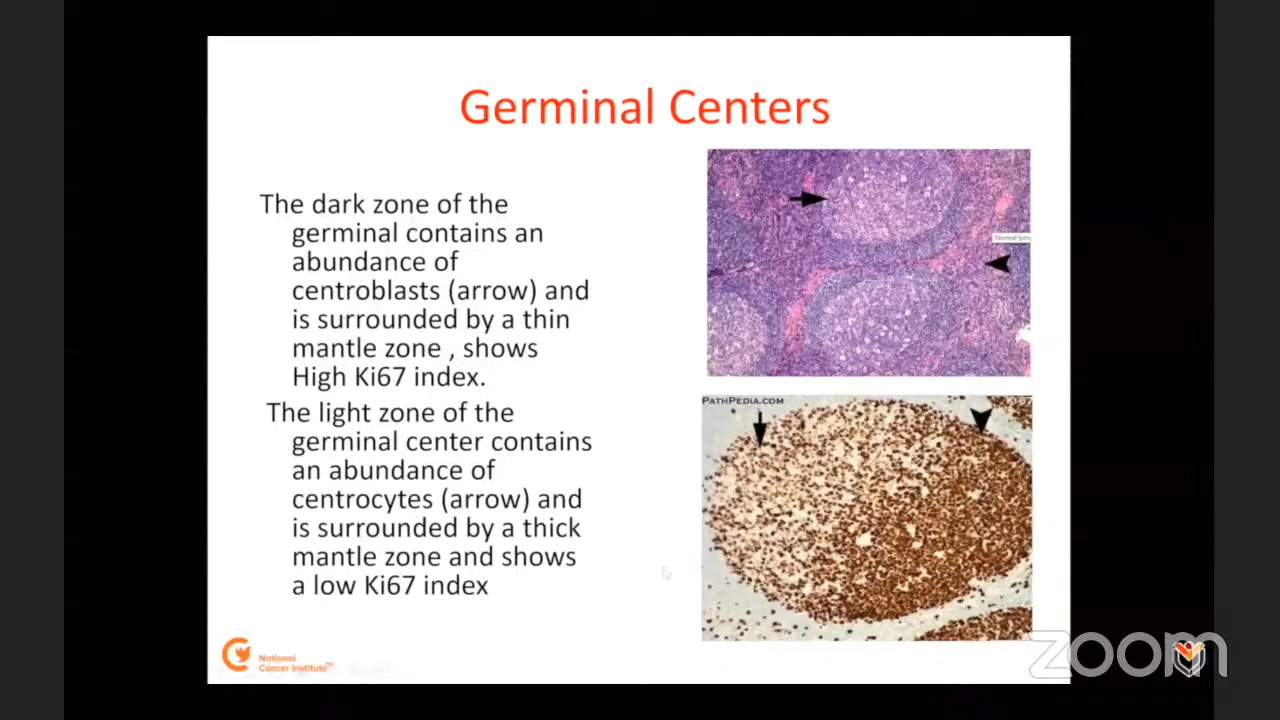 Germinal Centers
The dark zone of the
germinal contains an
abundance of
centroblasts (arrow) and
is surrounded by a thin
mantle zone , shows
High Ki67 index.
The light zone of the
germinal center contains
an abundance of
centrocytes (arrow) and
is surrounded by a thick
mantle zone and shows
a low Ki67 index
PATHPEDIA.COM
National
Cancer Institute
zoom